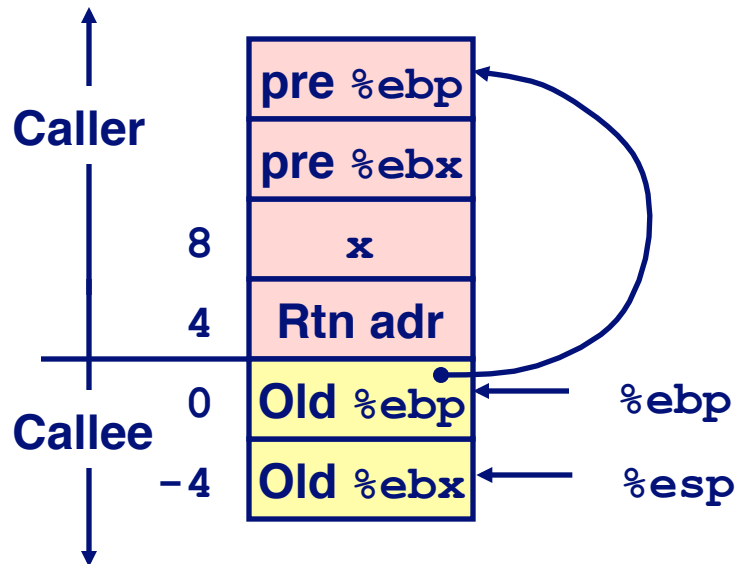 pre %ebp
Caller
pre %ebx
8 x
4 Rtn adr
0 Old %ebp %ebp
Callee
-4 Old %ebx %esp